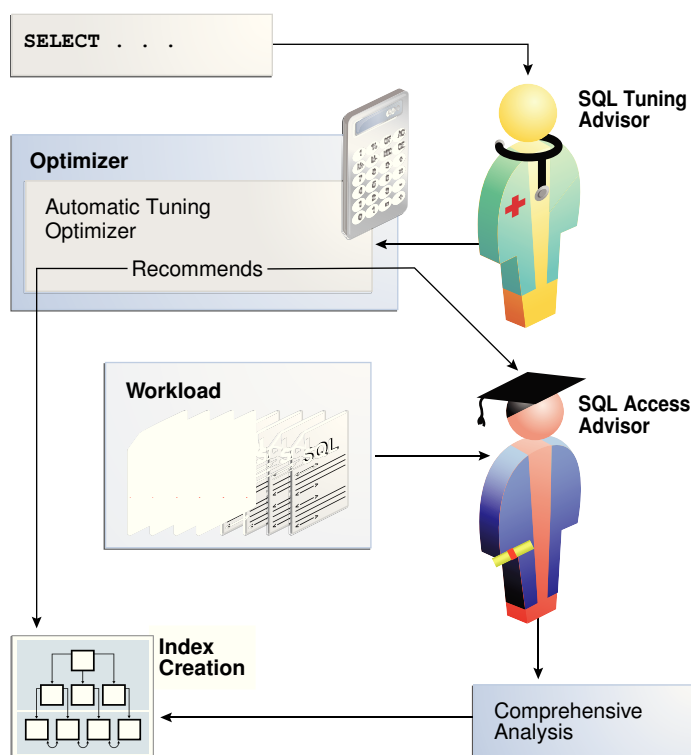 SELECT . . .
SQL Tuning
Advisor
Optimizer
Automatic Tuning
Optimizer
Recommends
Workload
SQL
SQL Access
Advisor
Index
Creation
Comprehensive
Analysis